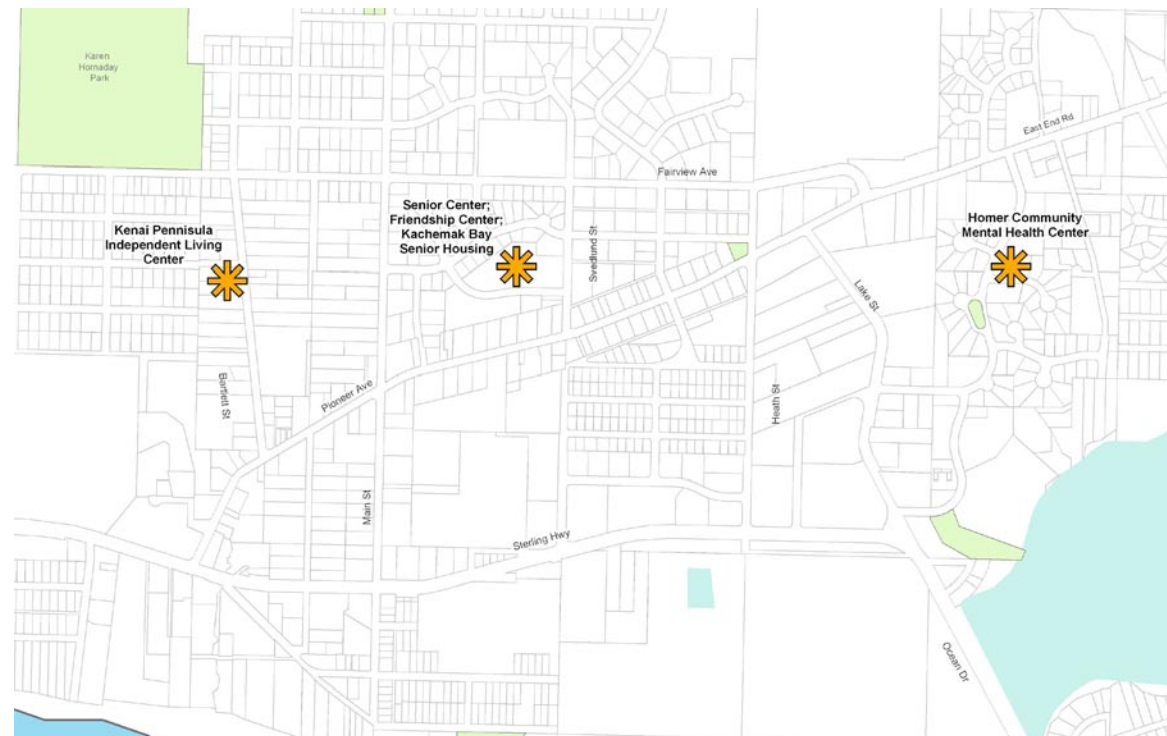 Karen
Hornaday
Park
East End Rd
Fairview Ave
Senior Center;
Friendship Center;
Kachemak Bay
Senior Housing
Kenai Pennisula
Independent Living
Center
Homer Community
Mental Health Center
Svedlund St
Lake St
Bartlett St
Pioneer Ave
Heath St
Main St
Sterling Hwy
Ocean Dr